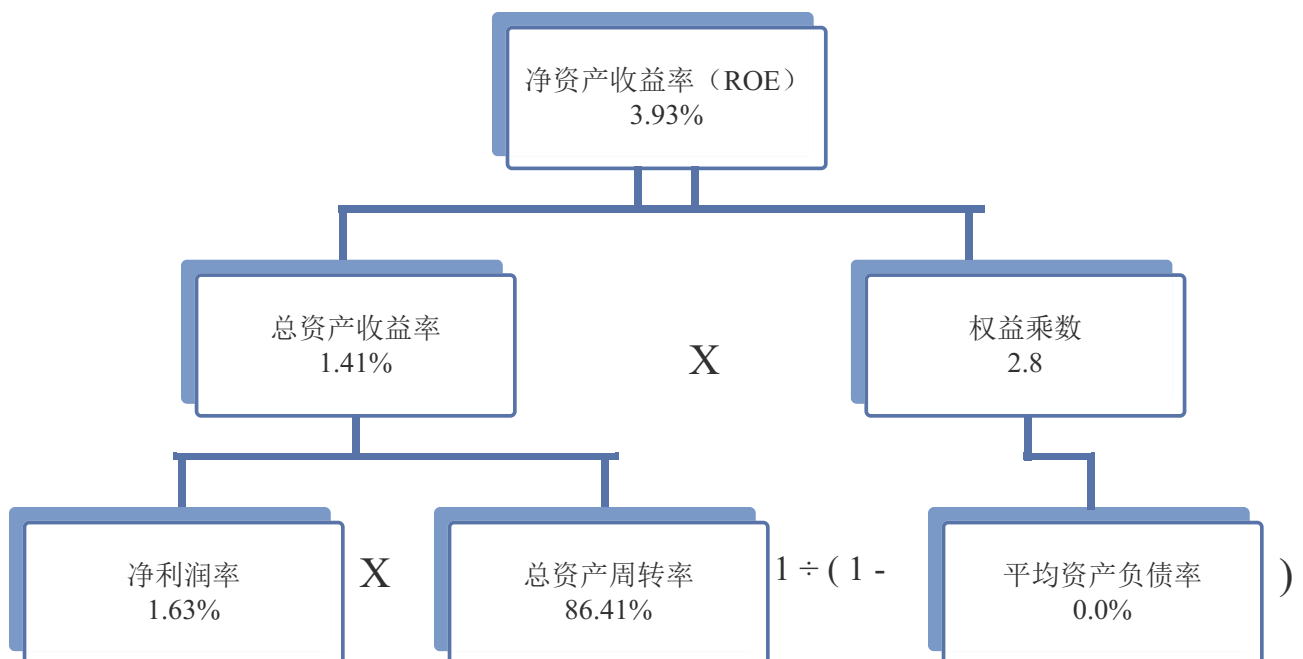 净资产收益率（ROE）
3.93%
总资产收益率
1.41%
X
权益乘数
2.8
净利润率
1.63%
X
总资产周转率
86.41%
1 ÷ ( 1 -
平均资产负债率
0.0%
)